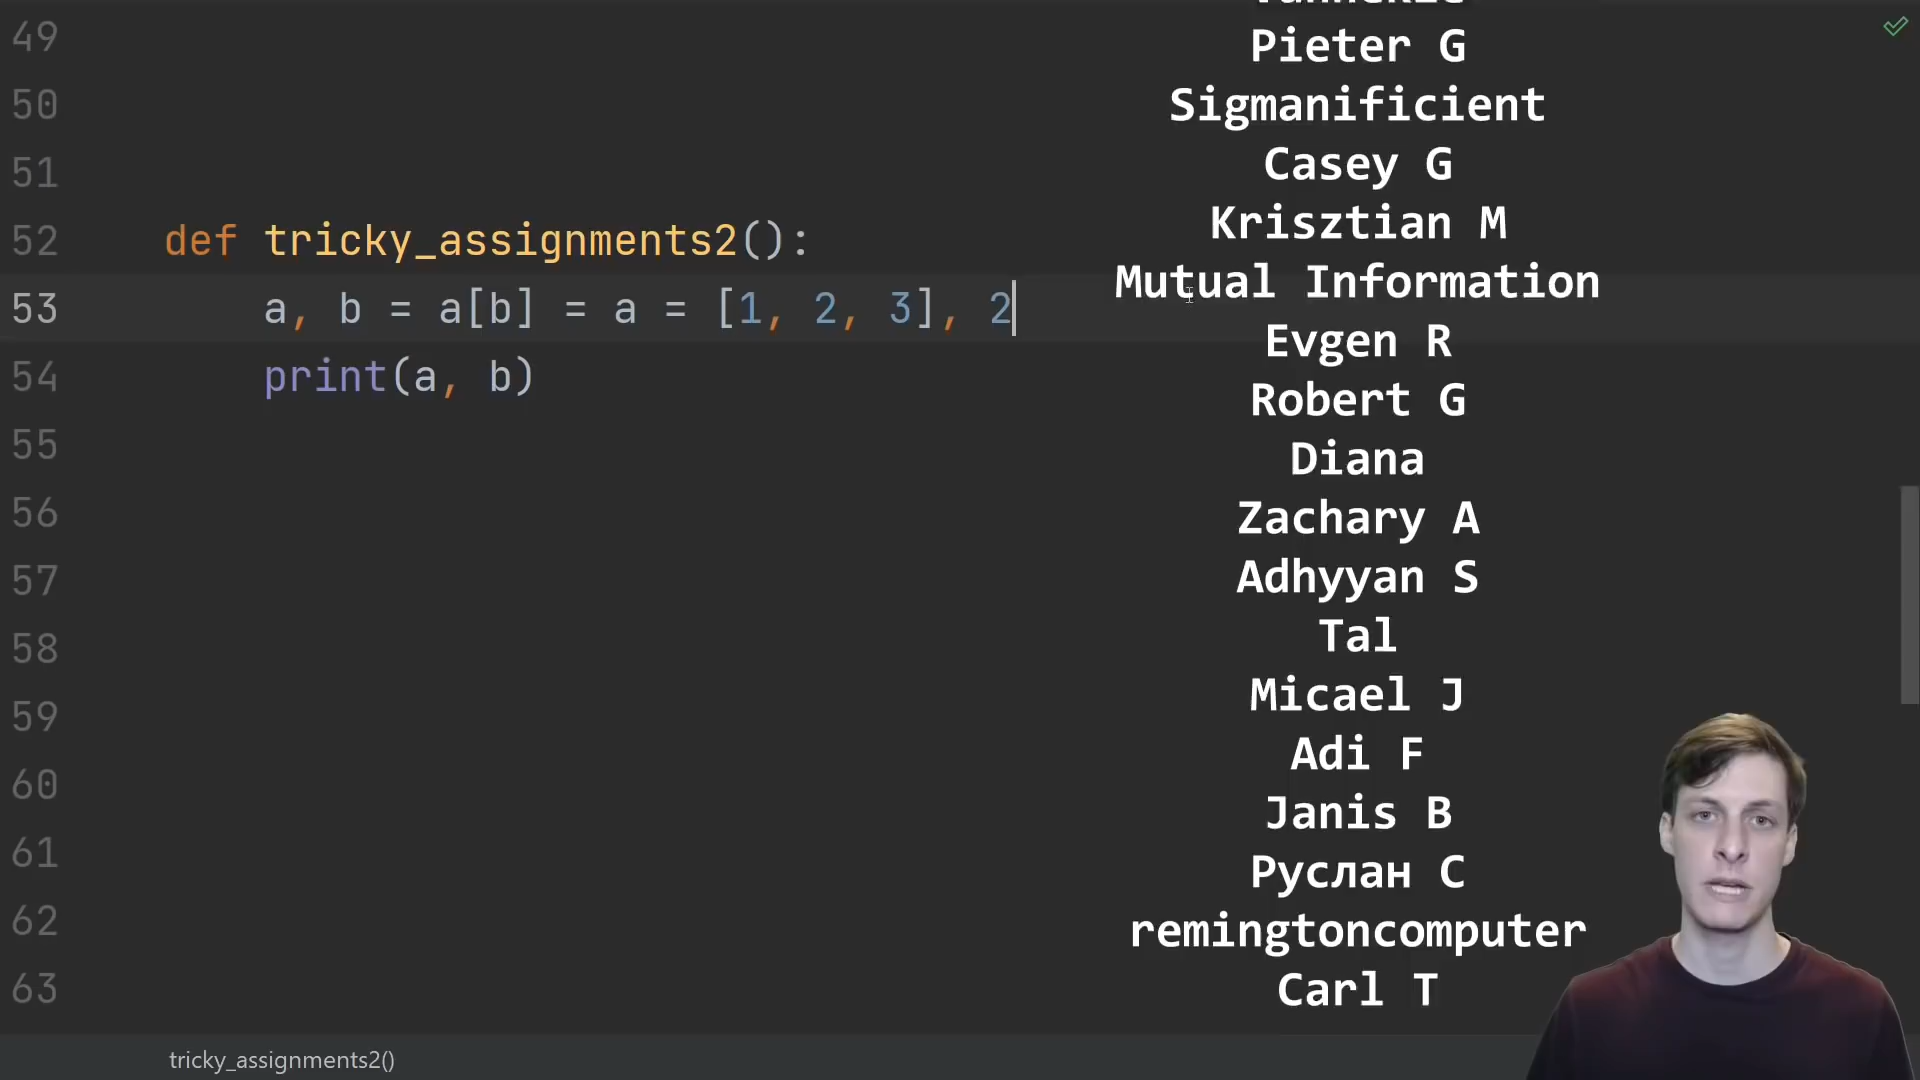 49
50
51
52 def tricky_assignments2():
53 a, b = a[b] = a = [1, 2, 3], 2
54 print(a, b)
55
56
57
58
59
60
61
62
63
Pieter G
Sigmanificient
Casey G
Krisztian M
Mutual Information
Evgen R
Robert G
Diana
Zachary A
Adhyyan S
Tal
Micael J
Adi F
Janis B
Руслан С
remingtoncomputer
Carl T
tricky_assignments2()